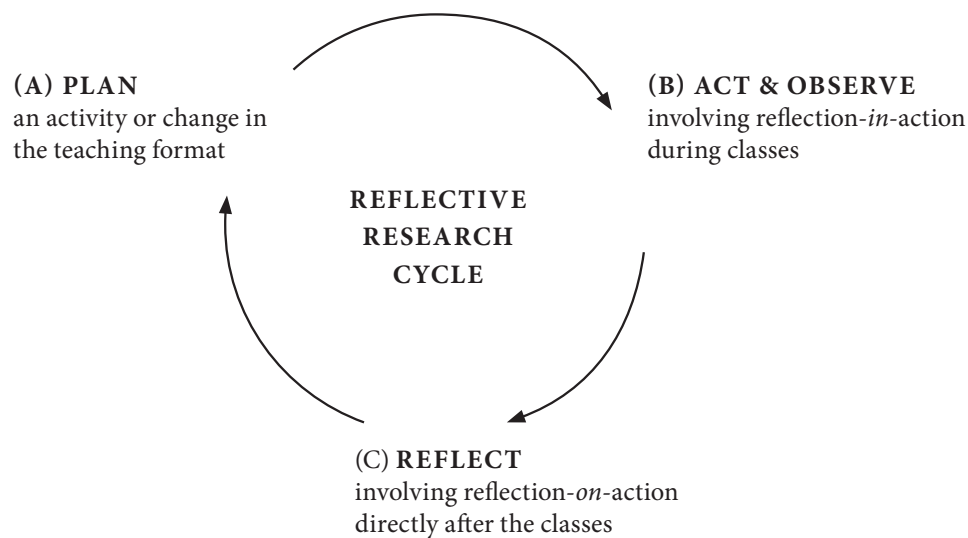 (A) PLAN
an activity or change in
the teaching format
(B) ACT & OBSERVE
involving reflection-in-action
during classes
REFLECTIVE
RESEARCH
CYCLE
(C) REFLECT
involving reflection-on-action
directly after the classes